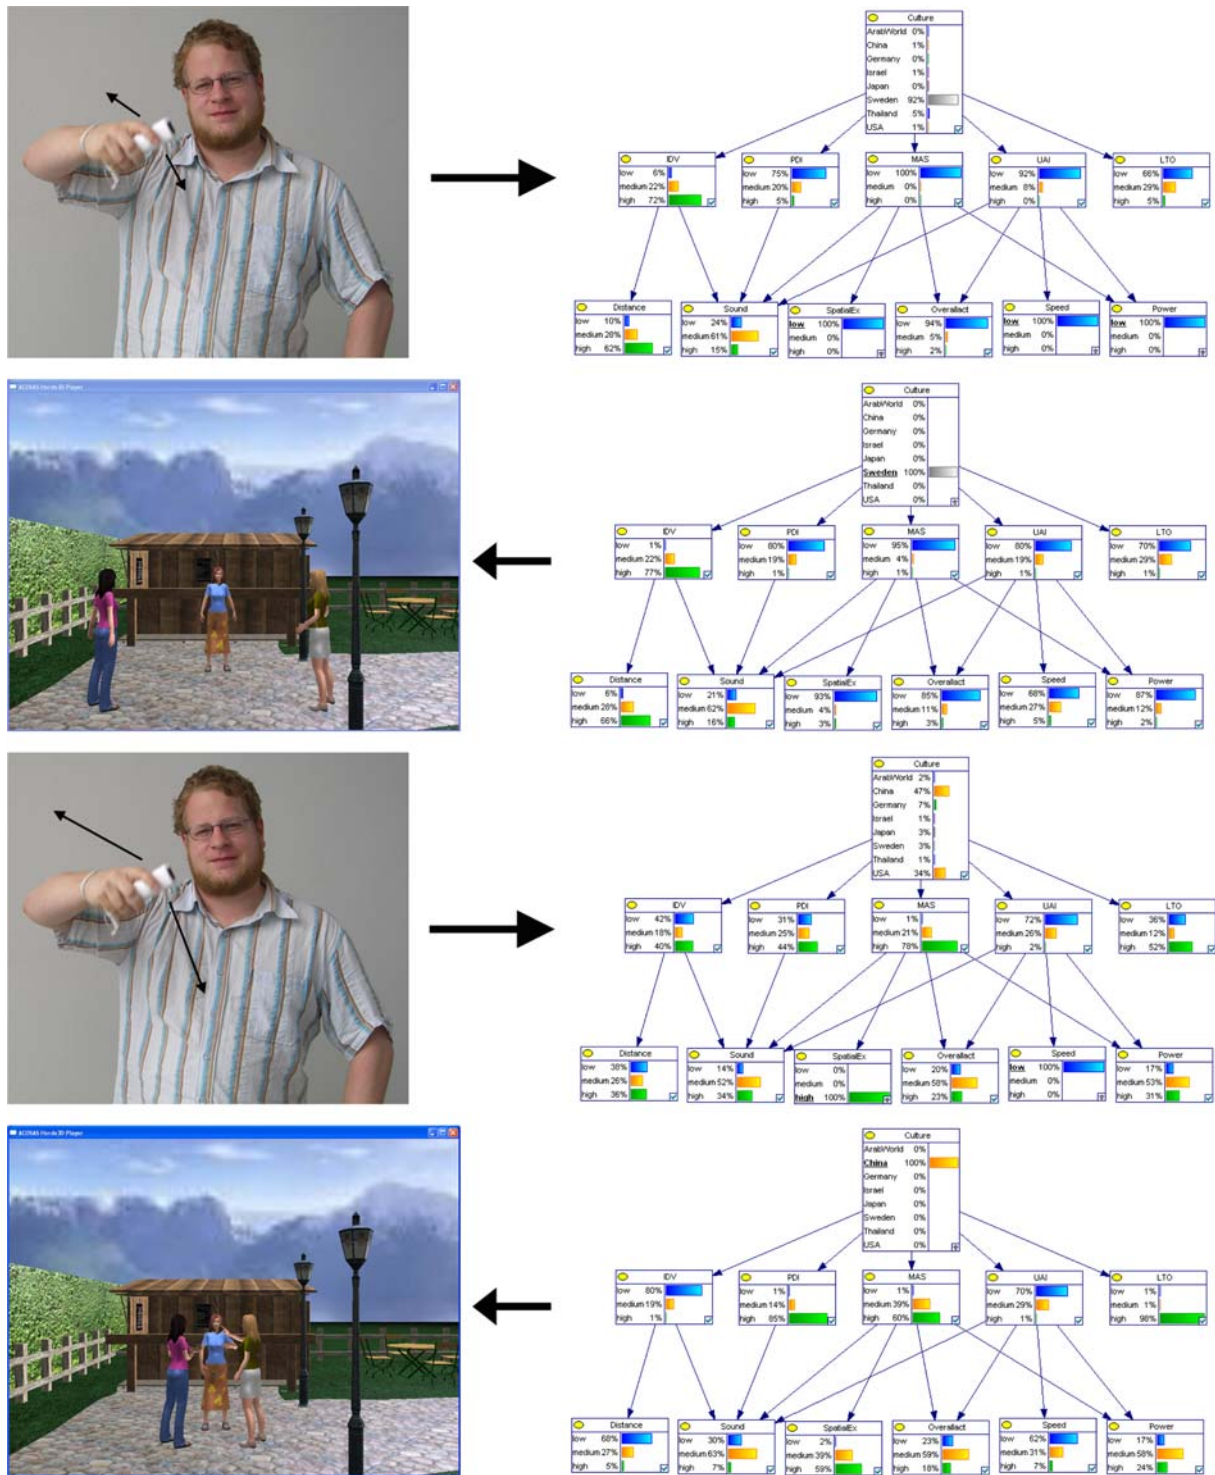 Culture
ArabWorld 0%
China 1%
Germany 0%
Israel 1%
Japan 0%
Sweden 92%
Thailand 5%
USA 1%
IDV
low 6%
medium 22%
high 72%
PDI
low 75%
medium 20%
high 5%
MAS
low 100%
medium 0%
high 0%
UAI
low 92%
medium 8%
high 0%
LTO
low 66%
medium 29%
high 5%
Distance
low 10%
medium 28%
high 62%
Sound
low 24%
medium 61%
high 15%
SpatialEx
low 100%
medium 0%
high 0%
Overallact
low 94%
medium 5%
high 2%
Speed
low 100%
medium 0%
high 0%
Power
low 100%
medium 0%
high 0%
Player
Culture
ArabWorld 0%
China 0%
Germany 0%
Israel 0%
Japan 0%
Sweden 100%
Thailand 0%
USA 0%
IDV
low 1%
medium 22%
high 77%
PDI
low 80%
medium 19%
high 1%
MAS
low 95%
medium 4%
high 1%
UAI
low 80%
medium 19%
high 1%
LTO
low 70%
medium 29%
high 1%
Distance
low 6%
medium 28%
high 66%
Sound
low 21%
medium 62%
high 16%
SpatialEx
low 93%
medium 4%
high 3%
Overallact
low 85%
medium 11%
high 3%
Speed
low 68%
medium 27%
high 5%
Power
low 87%
medium 12%
high 2%
Culture
ArabWorld 2%
China 47%
Germany 7%
Israel 1%
Japan 3%
Sweden 3%
Thailand 1%
USA 34%
IDV
low 42%
medium 18%
high 40%
PDI
low 31%
medium 25%
high 44%
MAS
low 1%
medium 21%
high 78%
UAI
low 72%
medium 26%
high 2%
LTO
low 36%
medium 12%
high 52%
Distance
low 38%
medium 26%
high 36%
Sound
low 14%
medium 52%
high 34%
SpatialEx
low 0%
medium 0%
high 100%
Overallact
low 20%
medium 58%
high 23%
Speed
low 100%
medium 0%
high 0%
Power
low 17%
medium 53%
high 31%
Player
Culture
ArabWorld 0%
China 100%
Germany 0%
Israel 0%
Japan 0%
Sweden 0%
Thailand 0%
USA 0%
IDV
low 80%
medium 19%
high 1%
PDI
low 1%
medium 14%
high 85%
MAS
low 1%
medium 39%
high 60%
UAI
low 70%
medium 29%
high 1%
LTO
low 1%
medium 1%
high 98%
Distance
low 68%
medium 27%
high 5%
Sound
low 30%
medium 63%
high 7%
SpatialEx
low 2%
medium 39%
high 59%
Overallact
low 23%
medium 59%
high 18%
Speed
low 62%
medium 31%
high 7%
Power
low 17%
medium 58%
high 24%